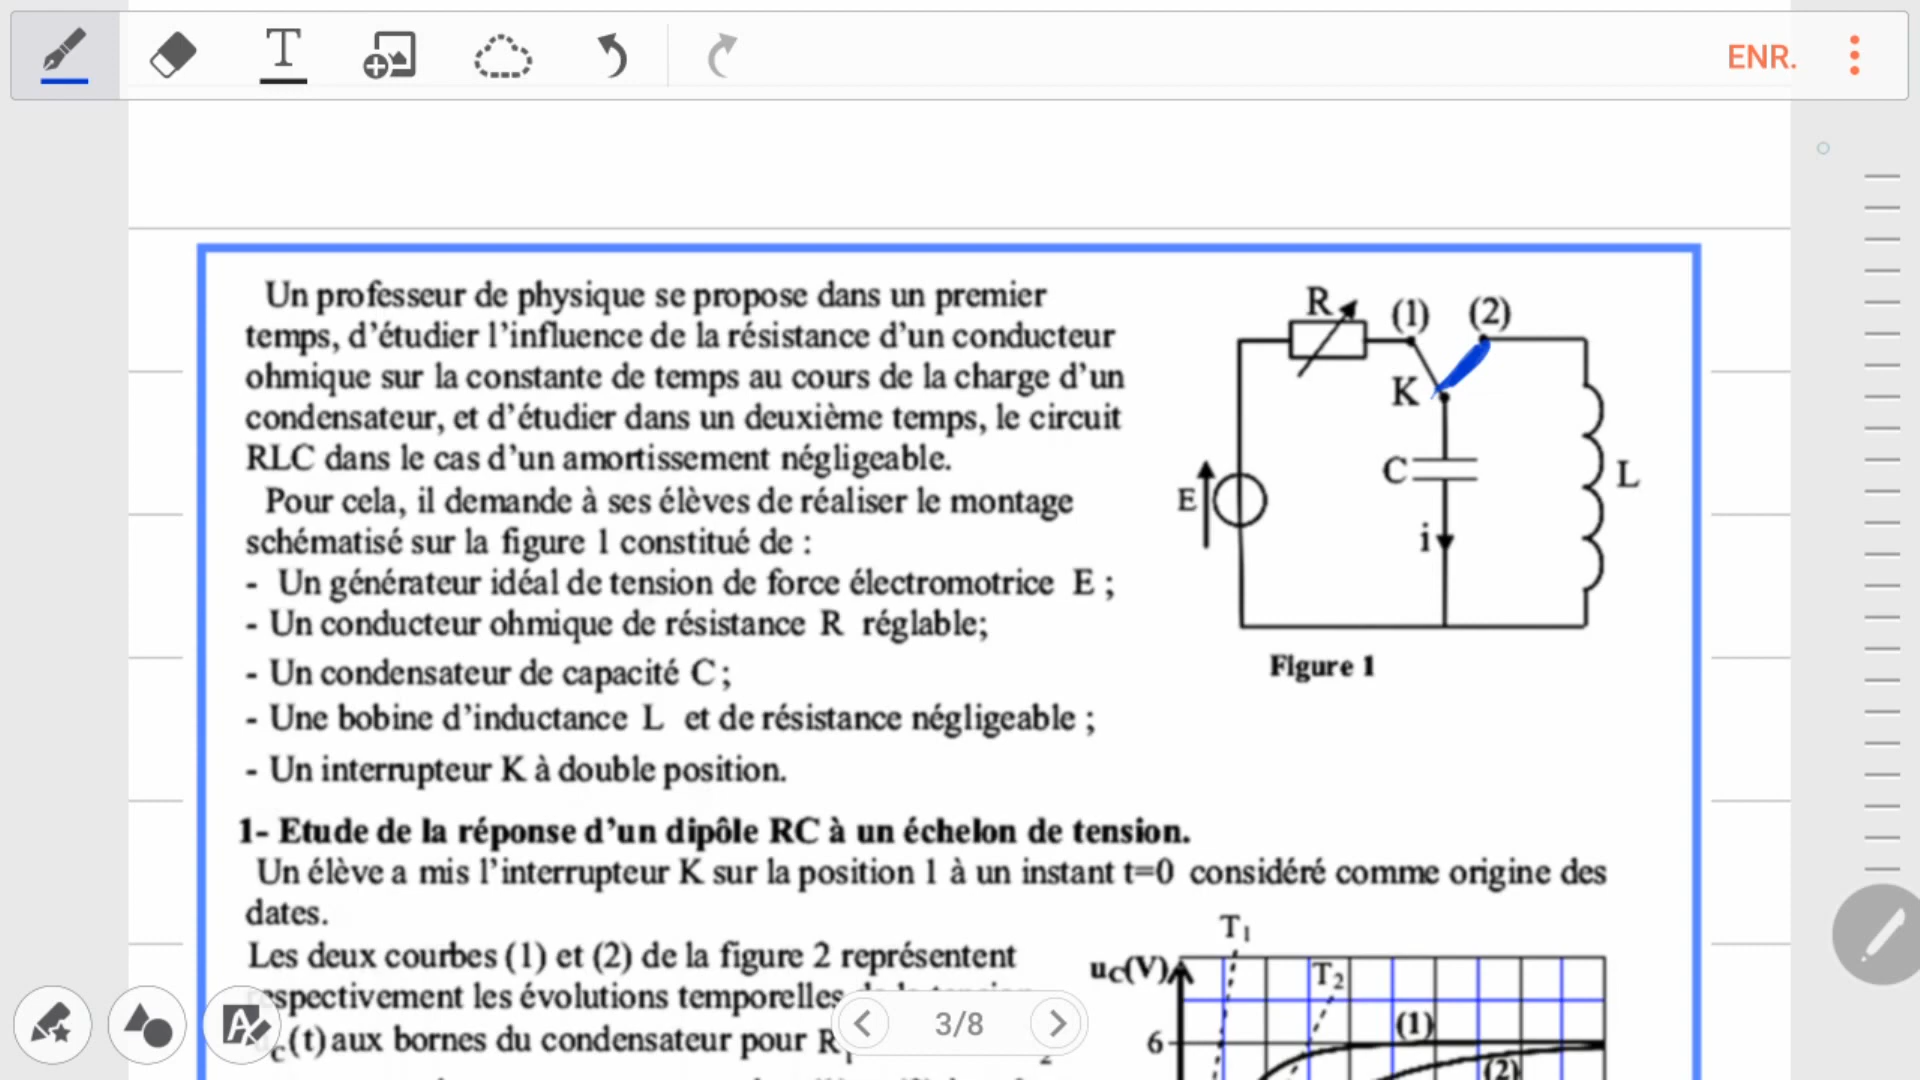 T
ENR.
Un professeur de physique se propose dans un premier
temps, d'étudier l'influence de la résistance d'un conducteur
ohmique sur la constante de temps au cours de la charge d'un
condensateur, et d'étudier dans un deuxième temps, le circuit
RLC dans le cas d'un amortissement négligeable.
Pour cela, il demande à ses élèves de réaliser le montage
schématisé sur la figure 1 constitué de :
- Un générateur idéal de tension de force électromotrice E ;
- Un conducteur ohmique de résistance R réglable;
- Un condensateur de capacité C ;
- Une bobine d'inductance L et de résistance négligeable ;
- Un interrupteur K à double position.
R (1) (2)
K
C
L
E
i
Figure 1
1- Etude de la réponse d'un dipôle RC à un échelon de tension.
Un élève a mis l'interrupteur K sur la position 1 à un instant t=0 considéré comme origine des
dates.
Les deux courbes (1) et (2) de la figure 2 représentent
respectivement les évolutions temporelles
(t) aux bornes du condensateur pour R
T1
uC(V)
T2
(1)
6
(2)
3/8
A